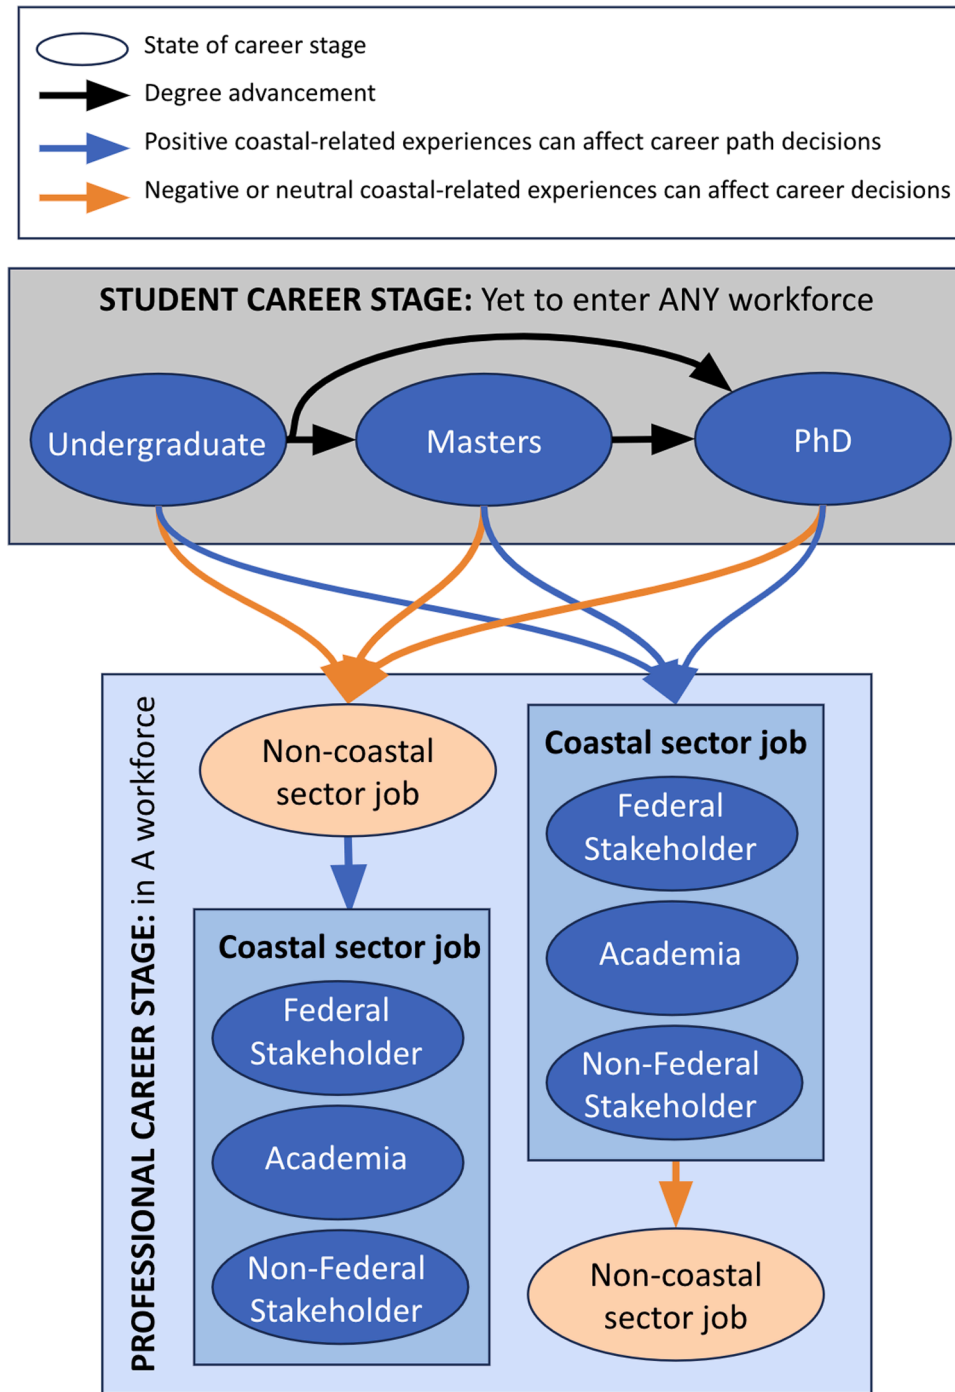 State of career stage
Degree advancement
Positive coastal-related experiences can affect career path decisions
Negative or neutral coastal-related experiences can affect career decisions
STUDENT CAREER STAGE: Yet to enter ANY workforce
Undergraduate
Masters
PhD
PROFESSIONAL CAREER STAGE: in A workforce
Non-coastal
sector job
Coastal sector job
Federal
Stakeholder
Academia
Non-Federal
Stakeholder
Coastal sector job
Federal
Stakeholder
Academia
Non-Federal
Stakeholder
Non-coastal
sector job